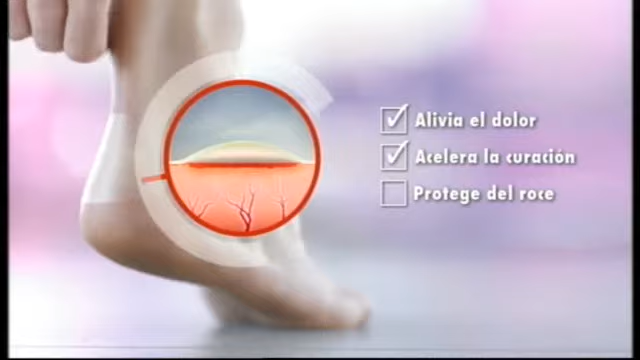 Alivia el dolor
Acelera la curación
Protege del roce